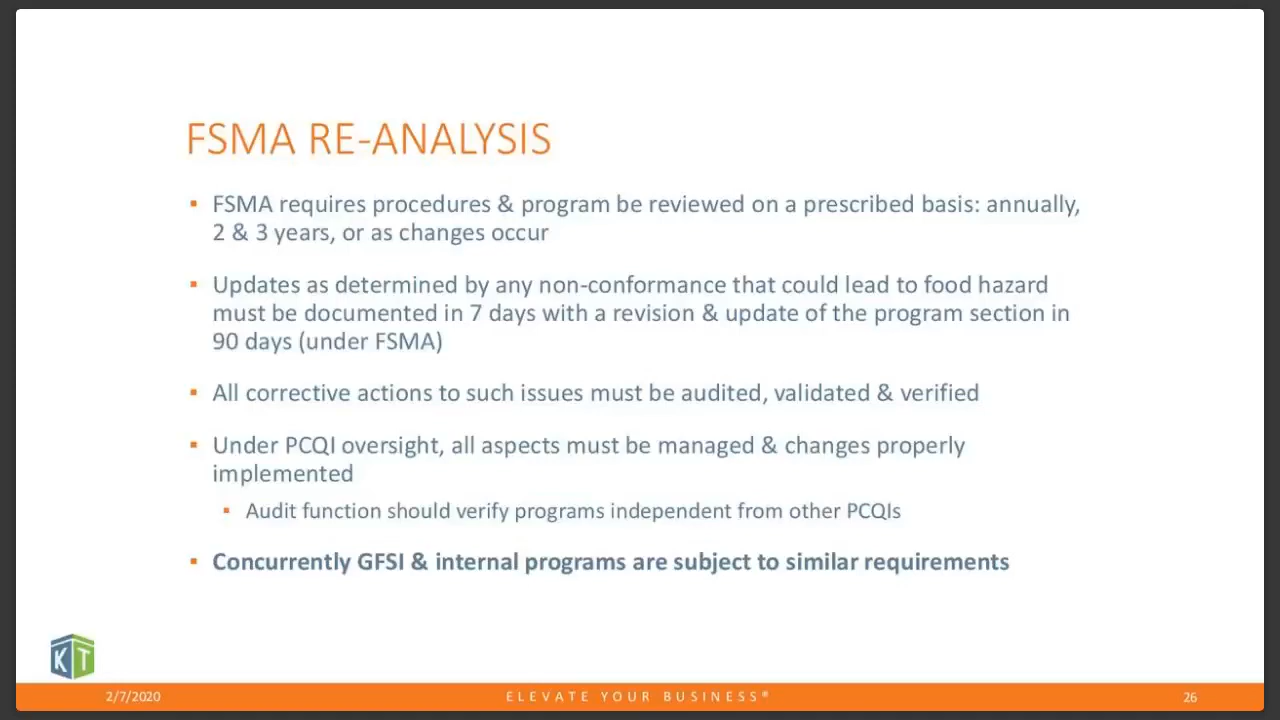 FSMA RE-ANALYSIS
▪ FSMA requires procedures & program be reviewed on a prescribed basis: annually,
2 & 3 years, or as changes occur
▪ Updates as determined by any non-conformance that could lead to food hazard
must be documented in 7 days with a revision & update of the program section in
90 days (under FSMA)
▪ All corrective actions to such issues must be audited, validated & verified
▪ Under PCQI oversight, all aspects must be managed & changes properly
implemented
▪ Audit function should verify programs independent from other PCQIs
▪ Concurrently GFSI & internal programs are subject to similar requirements
KT
2/7/2020 ELEVATE YOUR BUSINESS® 26